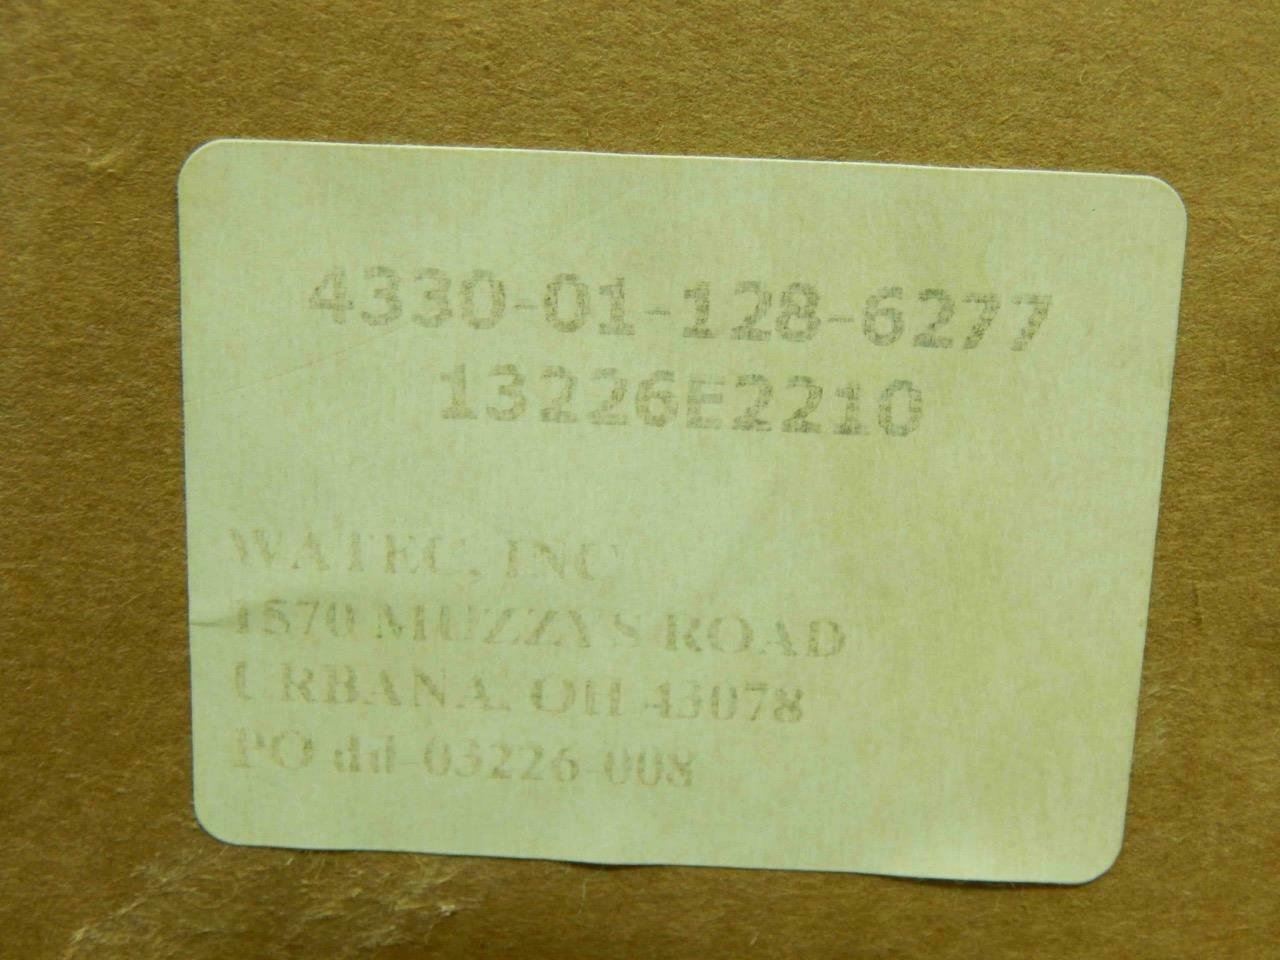 4330-01-128-6277
13226E2210
WATEC, INC
1570 MUZZYS ROAD
URBANA, OH 43078
PO dd-03226-008